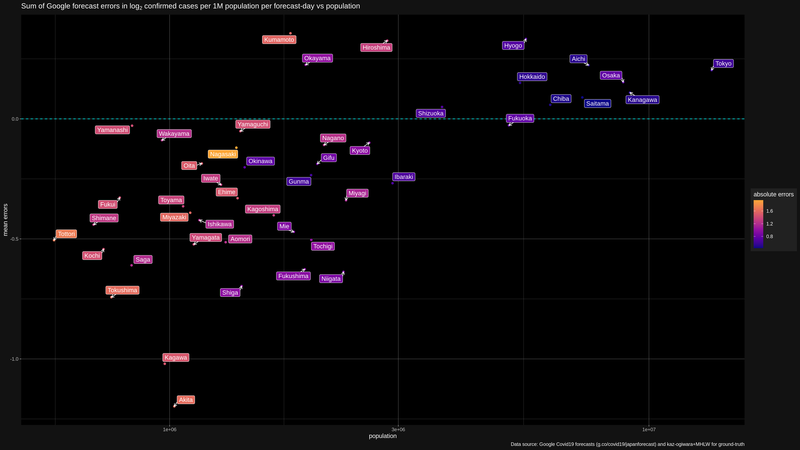 Sum of Google forecast errors in log₂ confirmed cases per 1M population per forecast-day vs population
Kumamoto
Hiroshima
Hyogo
Okayama
Aichi
Tokyo
Hokkaido
Osaka
Chiba
Saitama
Kanagawa
Shizuoka
Fukuoka
0.0
Yamanashi
Wakayama
Yamaguchi
Nagano
Nagasaki
Kyoto
Oita
Okinawa
Gifu
Iwate
Gunma
Ibaraki
Ehime
Miyagi
Fukui
Toyama
Kagoshima
Shimane
Miyazaki
Ishikawa
Mie
Tottori
Yamagata
Aomori
-0.5
Tochigi
Kochi
Saga
Fukushima
Niigata
Tokushima
Shiga
Kagawa
-1.0
Akita
mean errors
absolute errors
1.6
1.2
0.8
1e+06
3e+06
1e+07
population
Data source: Google Covid19 forecasts (g.co/covid19/japanforecast) and kaz-ogiwara+MHLW for ground-truth